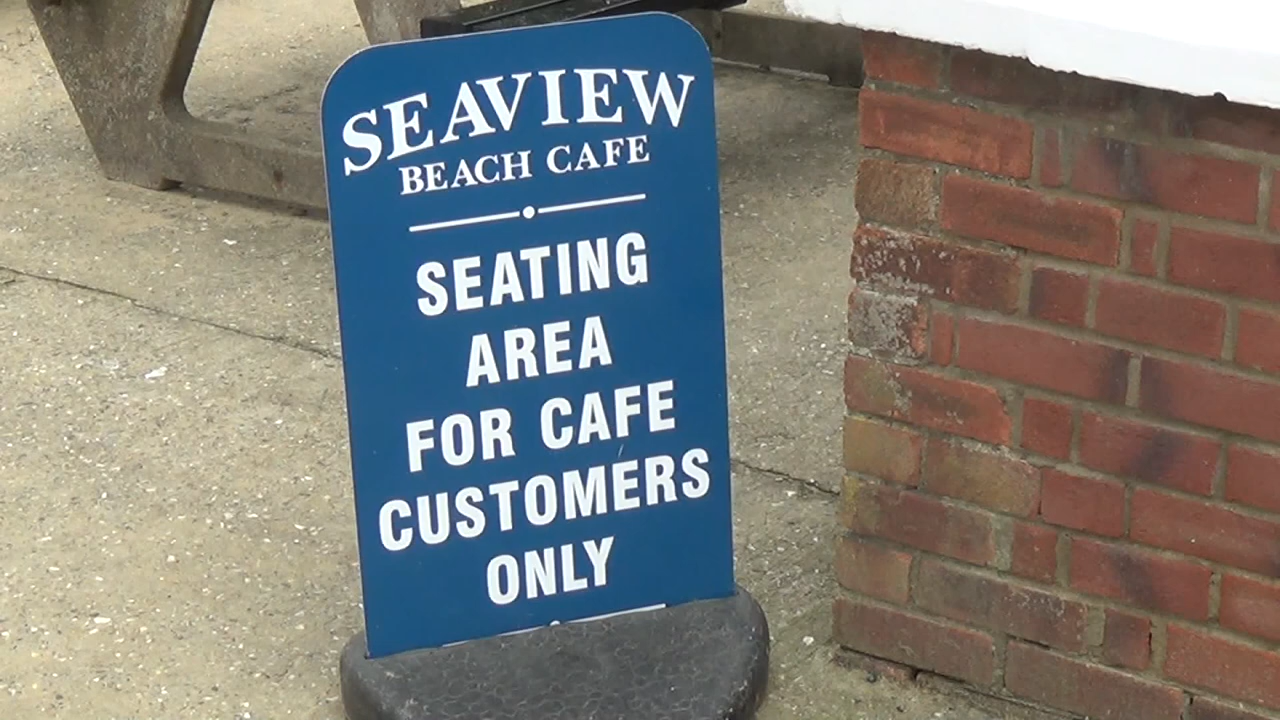 SEAVIEW
BEACH CAFE
SEATING
AREA
FOR CAFE
CUSTOMERS
ONLY